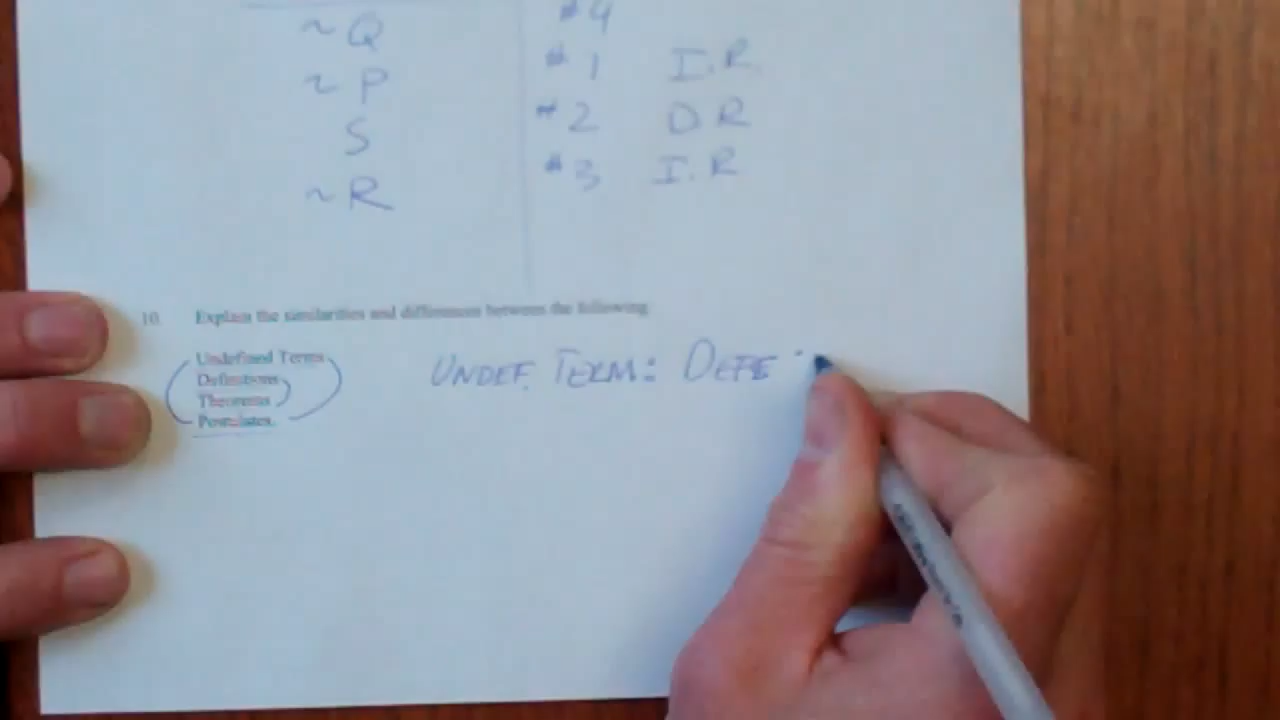 ~ Q #4
~ P #1 I.R.
S #2 D R
~ R #3 I.R
10. Explain the similarities and differences between the following
Undefined Terms
Definitions
Theorems
Postulates.
UNDEF. TERM: DEFE